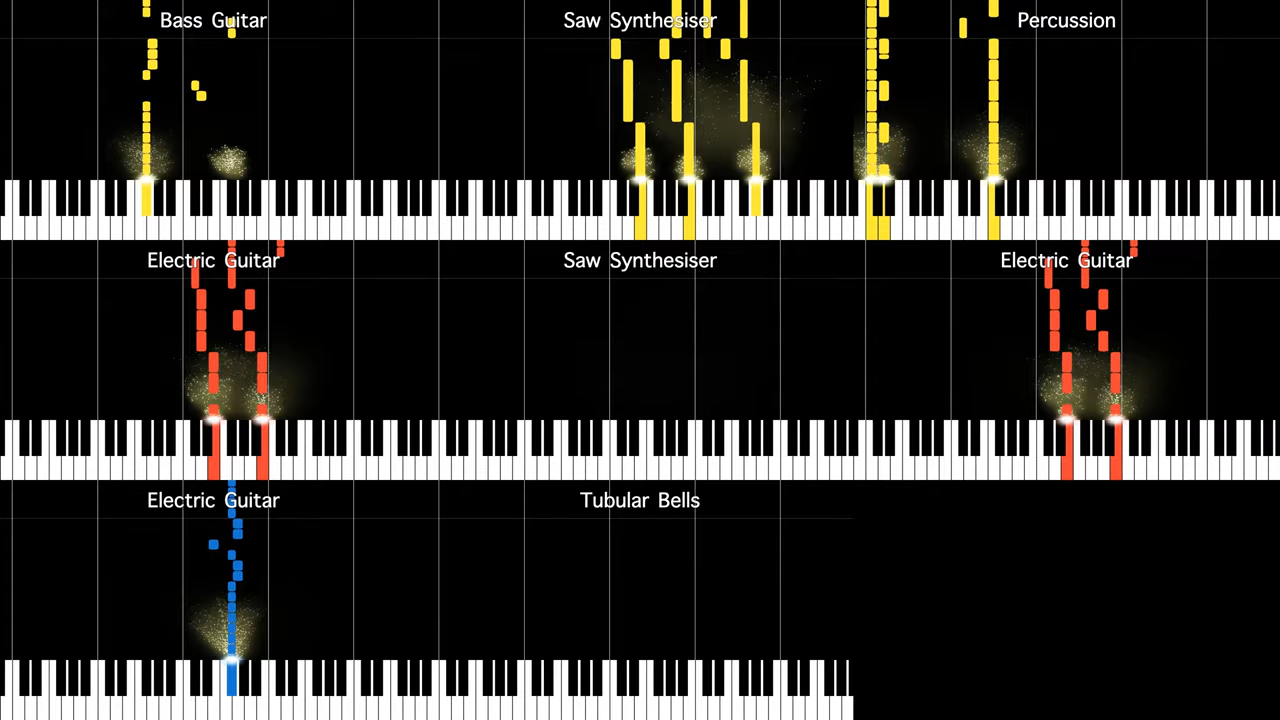 Bass Guitar
Saw Synthesiser
Percussion
Electric Guitar
Saw Synthesiser
Electric Guitar
Electric Guitar
Tubular Bells